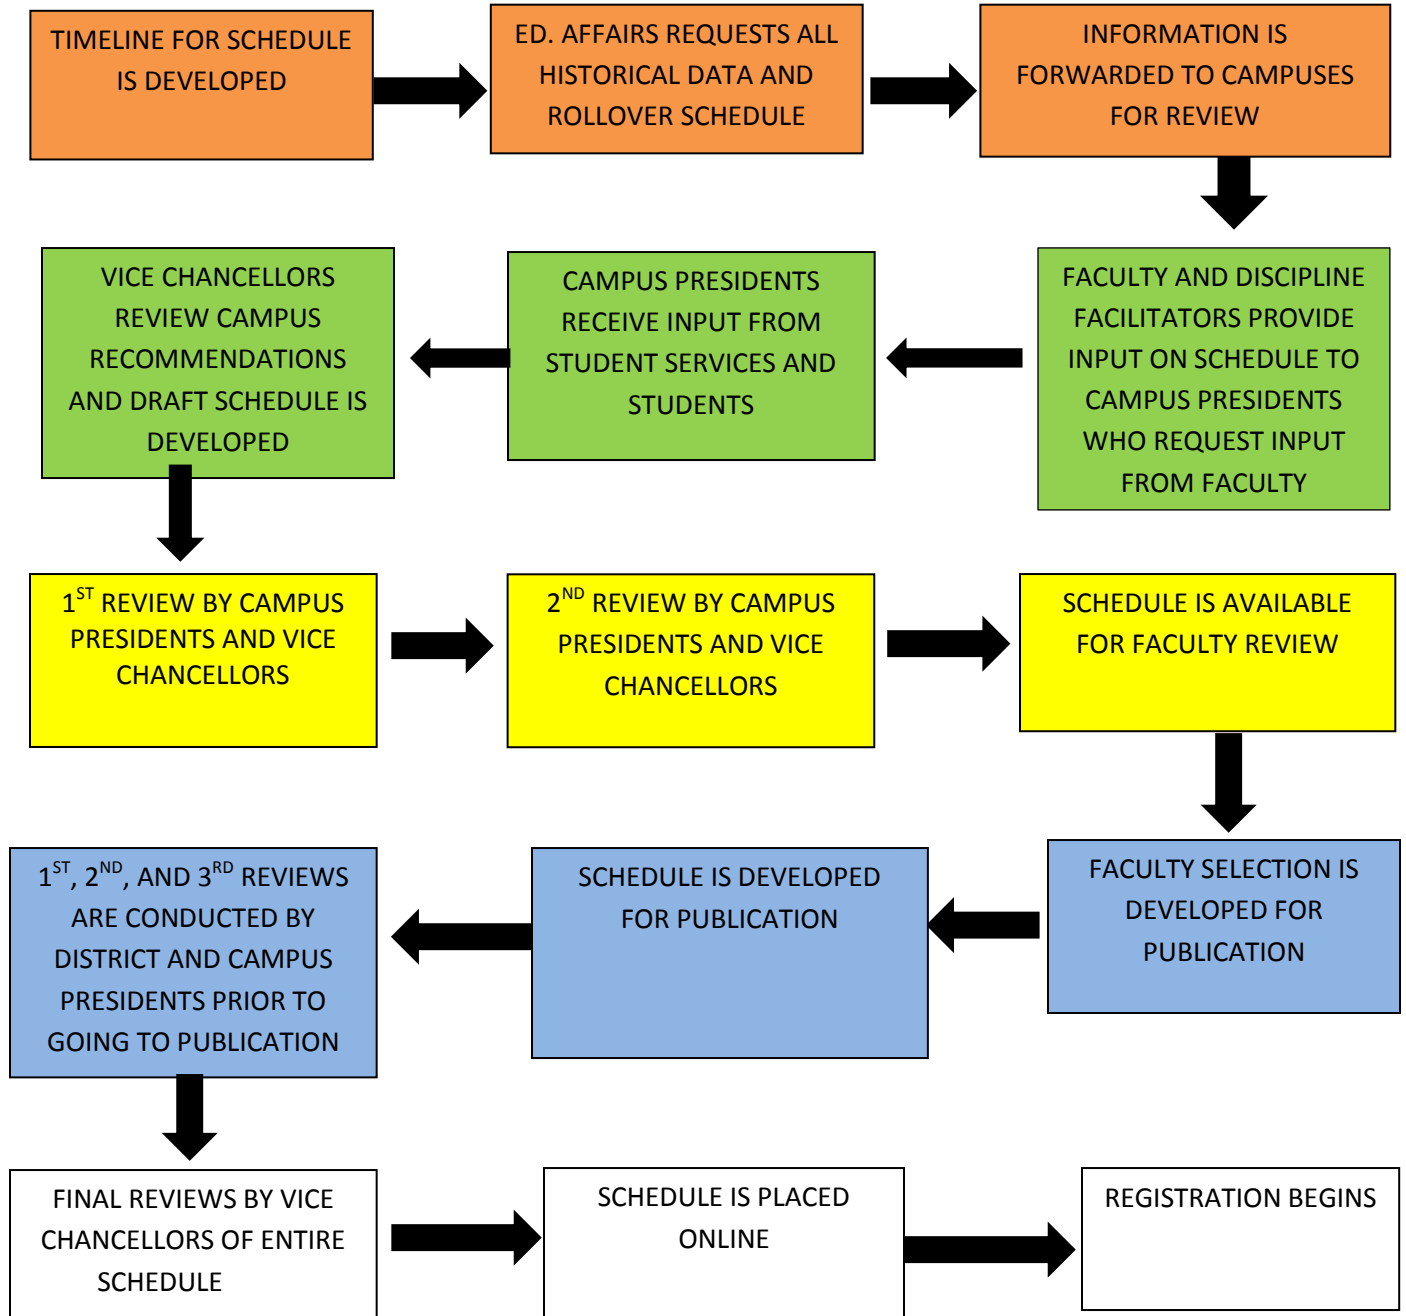 TIMELINE FOR SCHEDULE
IS DEVELOPED
ED. AFFAIRS REQUESTS ALL
HISTORICAL DATA AND
ROLLOVER SCHEDULE
INFORMATION IS
FORWARDED TO CAMPUSES
FOR REVIEW
FACULTY AND DISCIPLINE
FACILITATORS PROVIDE
INPUT ON SCHEDULE TO
CAMPUS PRESIDENTS
WHO REQUEST INPUT
FROM FACULTY
CAMPUS PRESIDENTS
RECEIVE INPUT FROM
STUDENT SERVICES AND
STUDENTS
VICE CHANCELLORS
REVIEW CAMPUS
RECOMMENDATIONS
AND DRAFT SCHEDULE IS
DEVELOPED
1ST REVIEW BY CAMPUS
PRESIDENTS AND VICE
CHANCELLORS
2ND REVIEW BY CAMPUS
PRESIDENTS AND VICE
CHANCELLORS
SCHEDULE IS AVAILABLE
FOR FACULTY REVIEW
FACULTY SELECTION IS
DEVELOPED FOR
PUBLICATION
SCHEDULE IS DEVELOPED
FOR PUBLICATION
1ST, 2ND, AND 3RD REVIEWS
ARE CONDUCTED BY
DISTRICT AND CAMPUS
PRESIDENTS PRIOR TO
GOING TO PUBLICATION
FINAL REVIEWS BY VICE
CHANCELLORS OF ENTIRE
SCHEDULE
SCHEDULE IS PLACED
ONLINE
REGISTRATION BEGINS